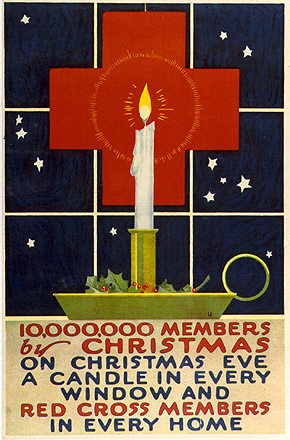 10,000,000 MEMBERS
by CHRISTMAS
ON CHRISTMAS EVE
A CANDLE IN EVERY
WINDOW AND
RED CROSS MEMBERS
IN EVERY HOME